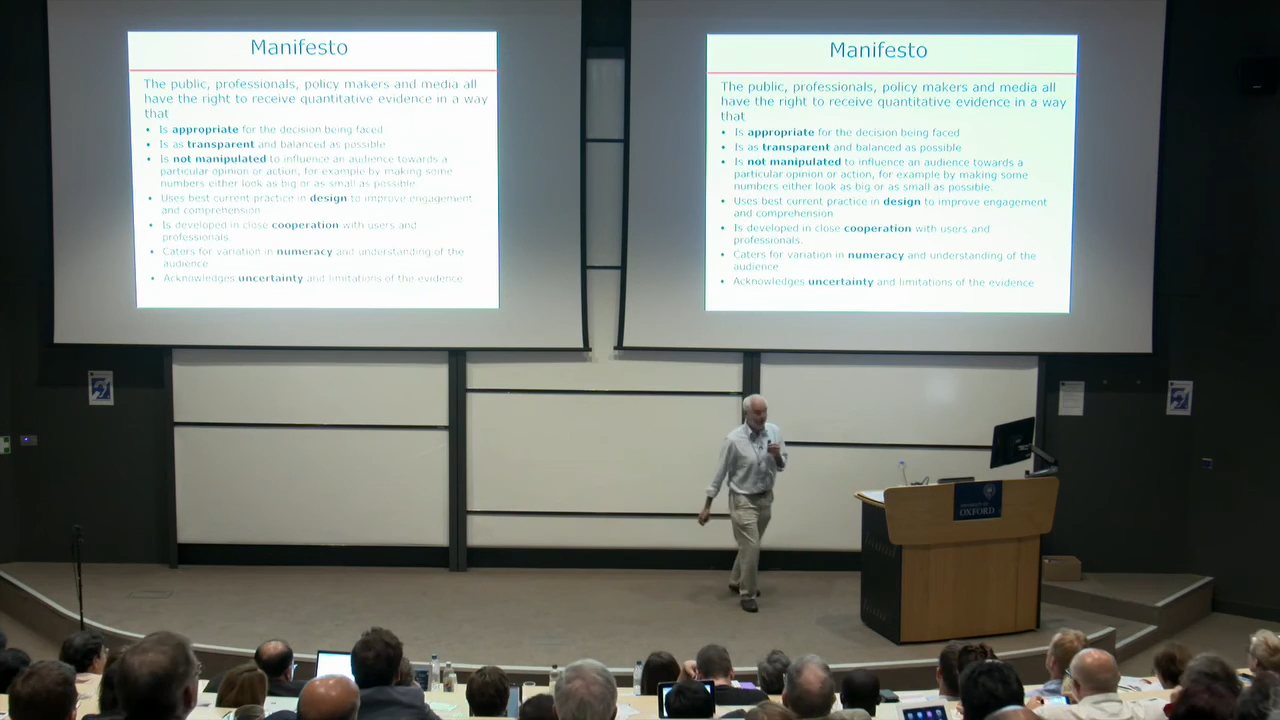 Manifesto
The public, professionals, policy makers and media all
have the right to receive quantitative evidence in a way
that
• Is appropriate for the decision being faced
• Is as transparent and balanced as possible
• Is not manipulated to influence an audience towards a
particular opinion or action, for example by making some
numbers either look as big or as small as possible.
• Uses best current practice in design to improve engagement
and comprehension
• Is developed in close cooperation with users and
professionals.
• Caters for variation in numeracy and understanding of the
audience
• Acknowledges uncertainty and limitations of the evidence
Manifesto
The public, professionals, policy makers and media all
have the right to receive quantitative evidence in a way
that
• Is appropriate for the decision being faced
• Is as transparent and balanced as possible
• Is not manipulated to influence an audience towards a
particular opinion or action, for example by making some
numbers either look as big or as small as possible.
• Uses best current practice in design to improve engagement
and comprehension
• Is developed in close cooperation with users and
professionals.
• Caters for variation in numeracy and understanding of the
audience
• Acknowledges uncertainty and limitations of the evidence
UNIVERSITY OF
OXFORD